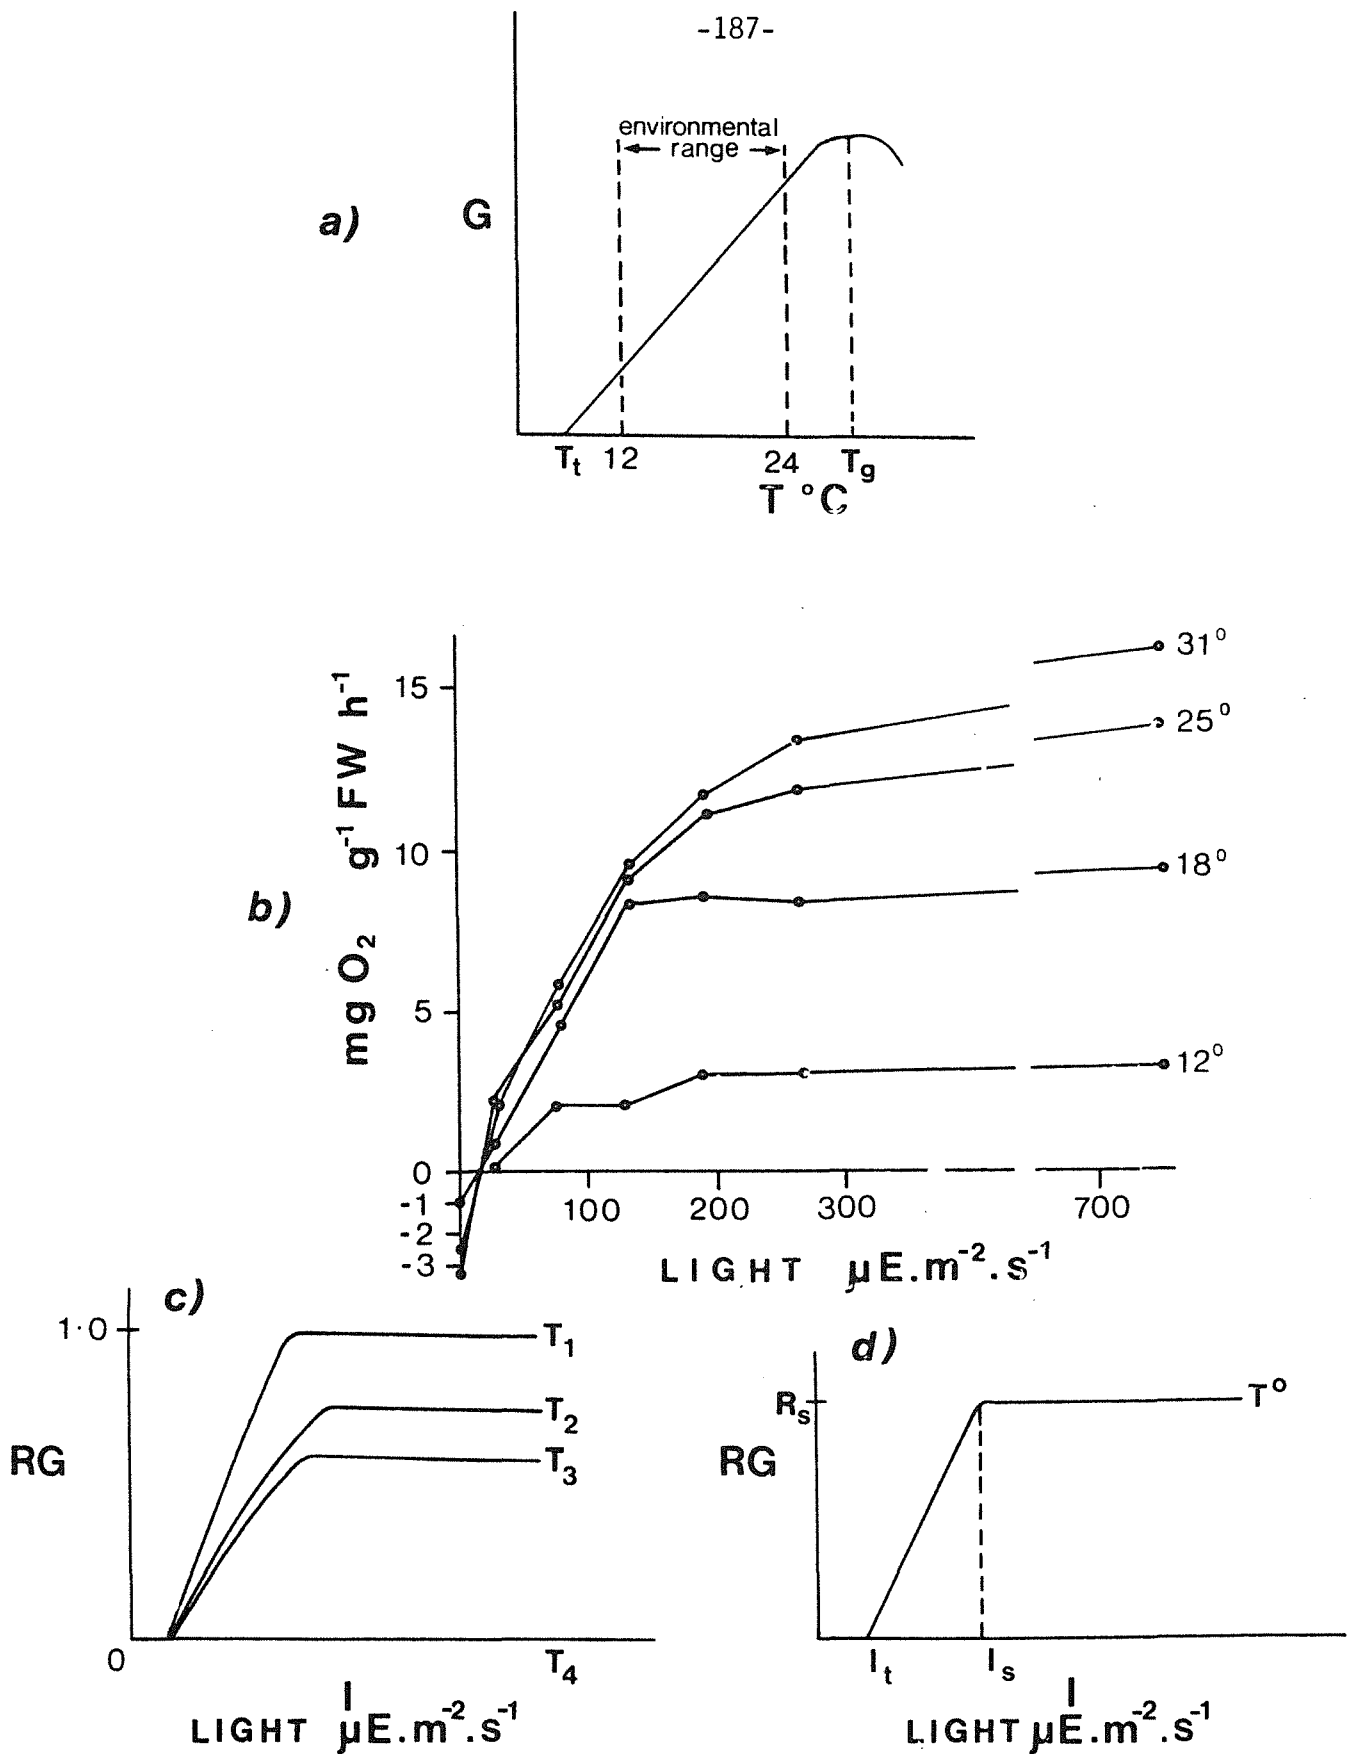 -187-
environmental
range
a)
G
Tt 12 24 Tg
T °C
b)
mg O2 g-1 FW h-1
15
10
5
0
-1
-2
-3
31°
25°
18°
12°
100 200 300 700
LIGHT µE.m-2.s-1
c)
1·0
RG
T1
T2
T3
0 T4
I
LIGHT µE.m-2.s-1
d)
Rs
T°
RG
It Is
I
LIGHT µE.m-2.s-1